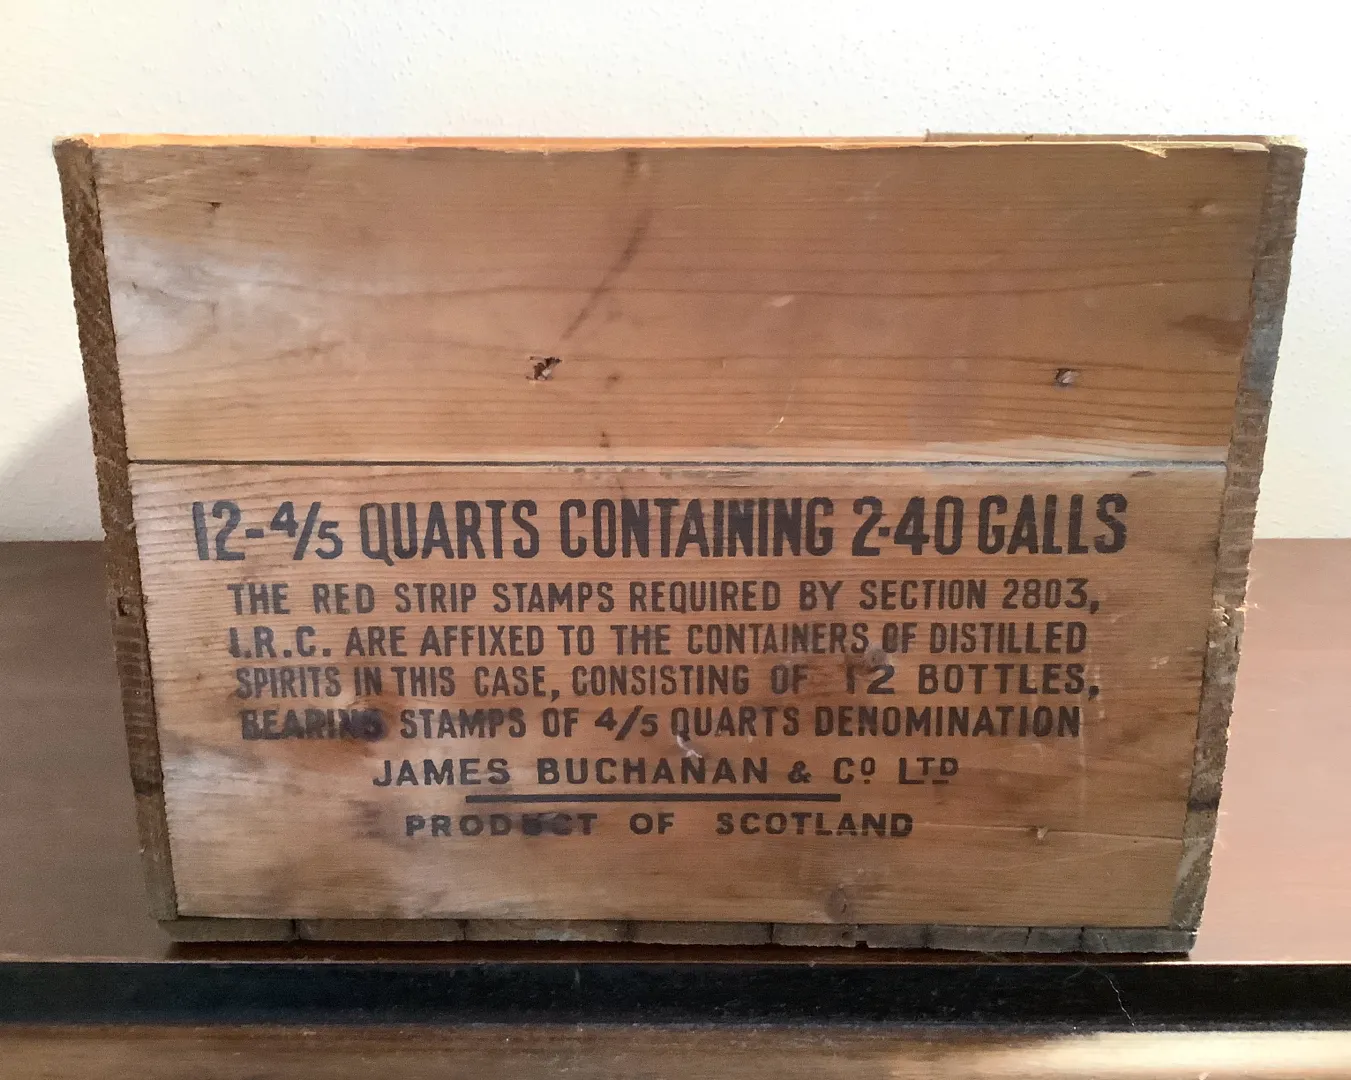 12-4/5 QUARTS CONTAINING 2·40 GALLS
THE RED STRIP STAMPS REQUIRED BY SECTION 2803,
I.R.C. ARE AFFIXED TO THE CONTAINERS OF DISTILLED
SPIRITS IN THIS CASE, CONSISTING OF 12 BOTTLES,
BEARING STAMPS OF 4/5 QUARTS DENOMINATION
JAMES BUCHANAN & Cº LTD
PRODUCT OF SCOTLAND